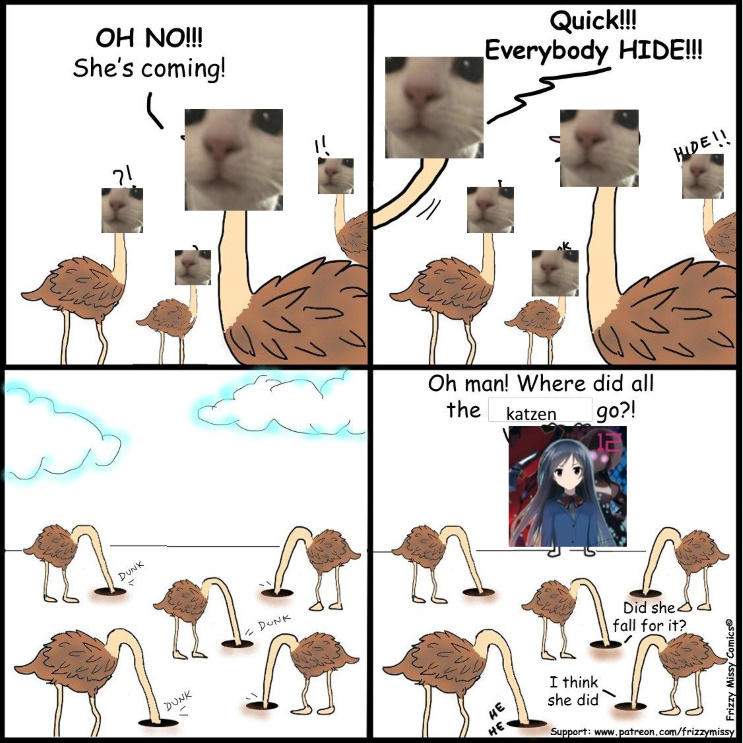 OH NO!!!
She's coming!
?!
!!
Quick!!!
Everybody HIDE!!!
HIDE!!
DUNK
DUNK
DUNK
Oh man! Where did all
the katzen go?!
12
Did she
fall for it?
I think
she did
HE
HE
Frizzy Missy Comics©
Support: www.patreon.com/frizzymissy